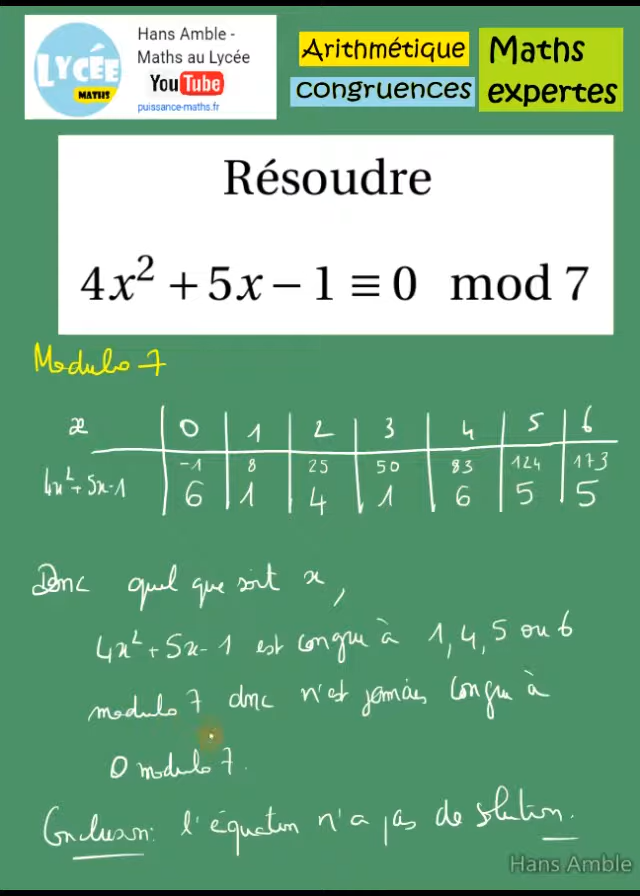 LYCÉE
MATHS
Hans Amble -
Maths au Lycée
YouTube
puissance-maths.fr
Arithmétique
congruences
Maths
expertes
Résoudre
4x² + 5x − 1 ≡ 0 mod 7
Modulo 7
x 0 1 2 3 4 5 6
-1 8 25 50 83 124 173
4x² + 5x - 1 6 1 4 1 6 5 5
Donc quel que soit x,
4x² + 5x - 1 est congru à 1, 4, 5 ou 6
modulo 7 donc n'est jamais congru à
0 modulo 7.
Conclusion: l'équation n'a pas de solution.
Hans Amble